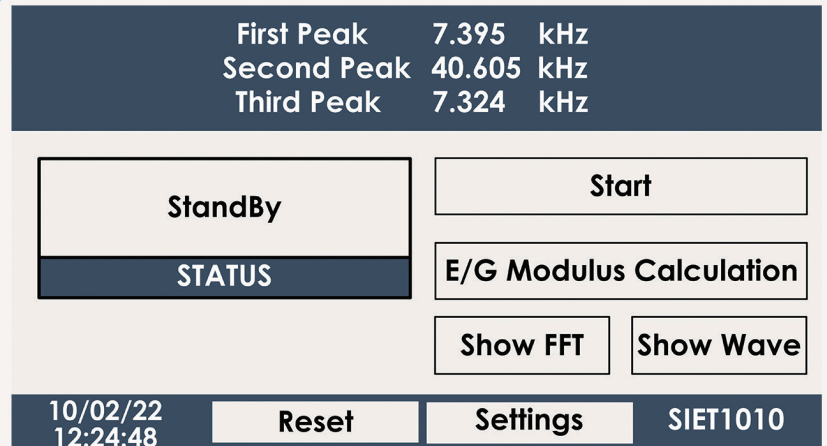 First Peak 7.395 kHz
Second Peak 40.605 kHz
Third Peak 7.324 kHz
StandBy
STATUS
Start
E/G Modulus Calculation
Show FFT
Show Wave
10/02/22
12:24:48
Reset
Settings
SIET1010